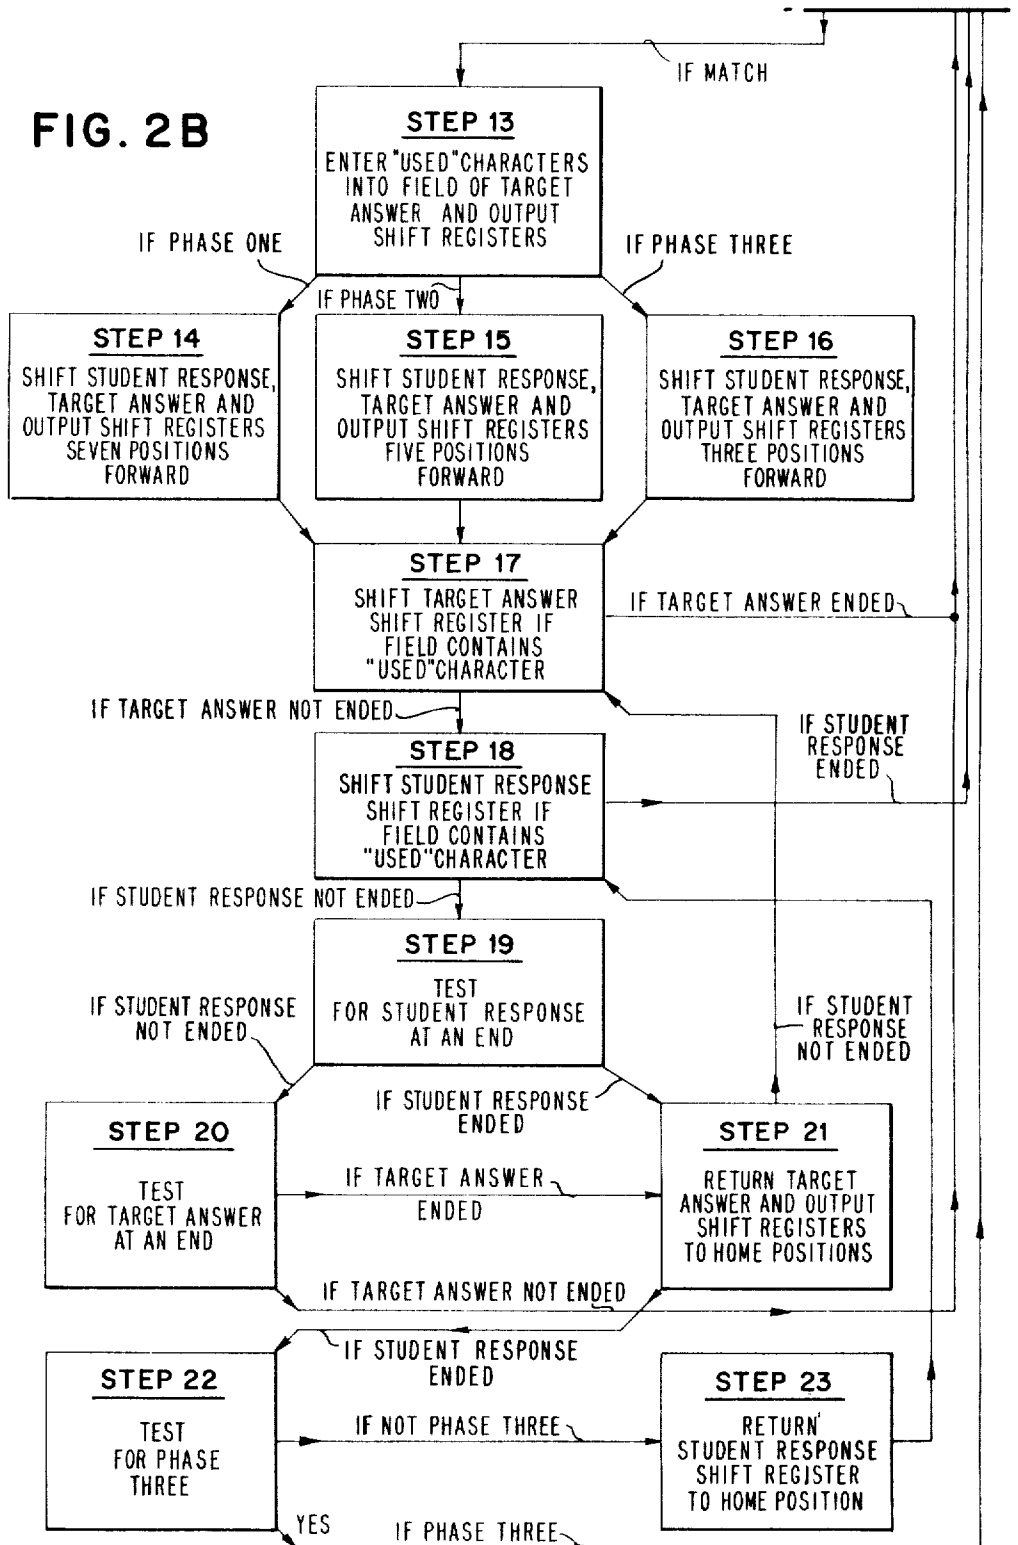 IF MATCH
FIG. 2B
STEP 13
ENTER "USED" CHARACTERS
INTO FIELD OF TARGET
ANSWER AND OUTPUT
SHIFT REGISTERS
IF PHASE ONE
IF PHASE TWO
IF PHASE THREE
STEP 14
SHIFT STUDENT RESPONSE,
TARGET ANSWER AND
OUTPUT SHIFT REGISTERS
SEVEN POSITIONS
FORWARD
STEP 15
SHIFT STUDENT RESPONSE,
TARGET ANSWER AND
OUTPUT SHIFT REGISTERS
FIVE POSITIONS
FORWARD
STEP 16
SHIFT STUDENT RESPONSE,
TARGET ANSWER AND
OUTPUT SHIFT REGISTERS
THREE POSITIONS
FORWARD
STEP 17
SHIFT TARGET ANSWER
SHIFT REGISTER IF
FIELD CONTAINS
"USED" CHARACTER
IF TARGET ANSWER ENDED
IF TARGET ANSWER NOT ENDED
STEP 18
SHIFT STUDENT RESPONSE
SHIFT REGISTER IF
FIELD CONTAINS
"USED" CHARACTER
IF STUDENT
RESPONSE
ENDED
IF STUDENT RESPONSE NOT ENDED
STEP 19
TEST
FOR STUDENT RESPONSE
AT AN END
IF STUDENT RESPONSE
NOT ENDED
IF STUDENT RESPONSE
ENDED
IF STUDENT
RESPONSE
NOT ENDED
STEP 20
TEST
FOR TARGET ANSWER
AT AN END
IF TARGET ANSWER
ENDED
STEP 21
RETURN TARGET
ANSWER AND OUTPUT
SHIFT REGISTERS
TO HOME POSITIONS
IF TARGET ANSWER NOT ENDED
IF STUDENT RESPONSE
ENDED
STEP 22
TEST
FOR PHASE
THREE
IF NOT PHASE THREE
STEP 23
RETURN
STUDENT RESPONSE
SHIFT REGISTER
TO HOME POSITION
YES
IF PHASE THREE